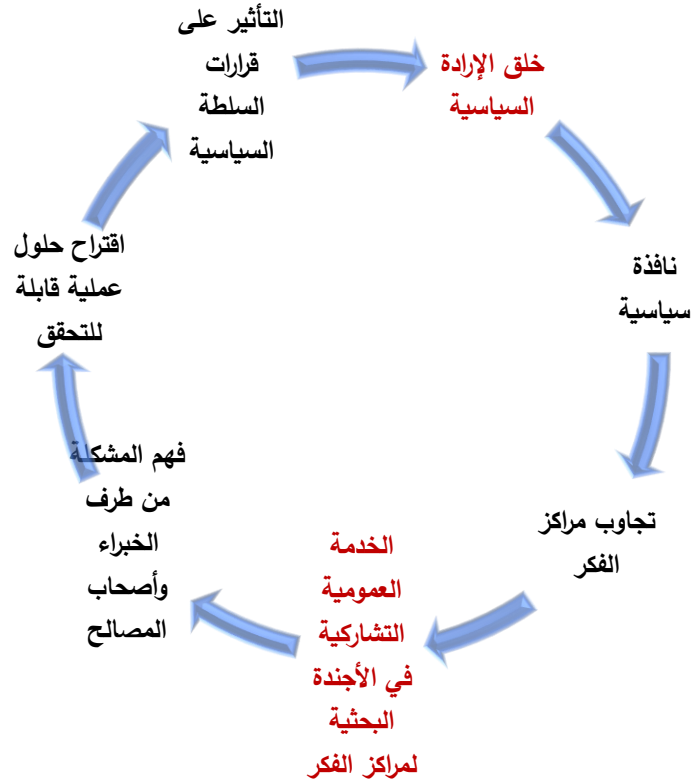 التأثير على
قرارات
السلطة
السياسية
خلق الإرادة
السياسية
نافذة
سياسية
تجاوب مراكز
الفكر
الخدمة
العمومية
التشاركية
في الأجندة
البحثية
لمراكز الفكر
فهم المشكلة
من طرف
الخبراء
وأصحاب
المصالح
اقتراح حلول
عملية قابلة
للتحقق